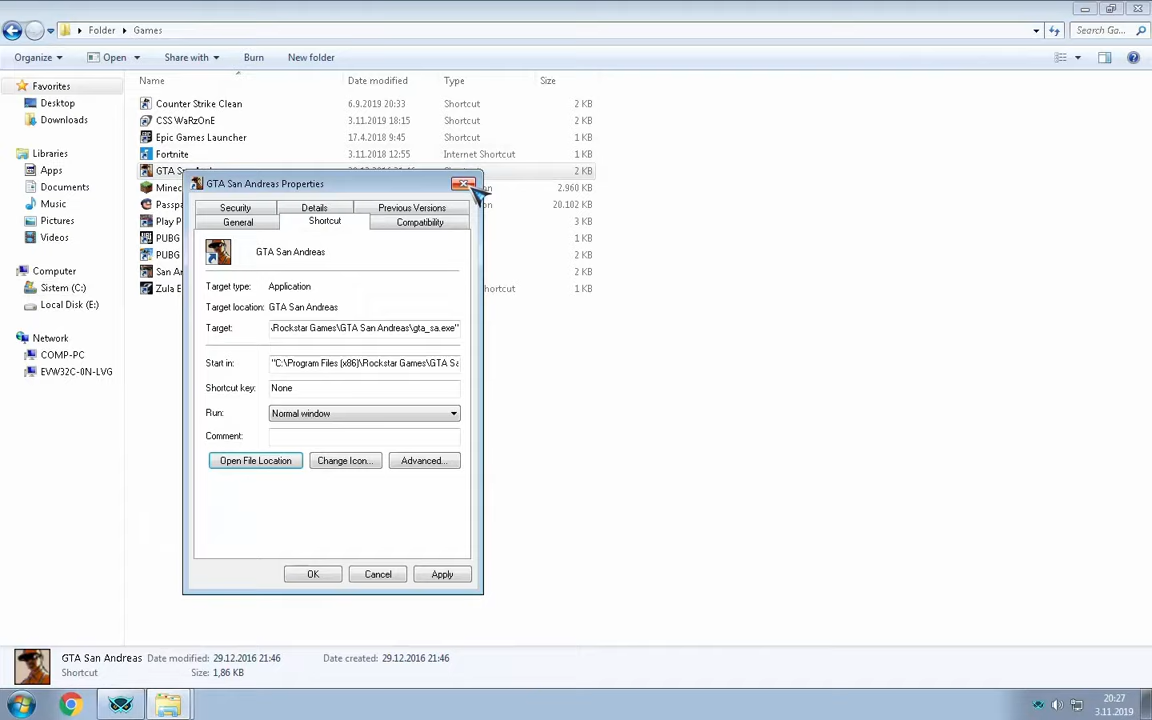 Folder ▸ Games
Search Ga...
Organize Open Share with Burn New folder
Name Date modified Type Size
Favorites
Desktop
Downloads
Libraries
Apps
Documents
Music
Pictures
Videos
Computer
Sistem (C:)
Local Disk (E:)
Network
COMP-PC
EVW32C-0N-LVG
Counter Strike Clean 6.9.2019 20:33 Shortcut 2 KB
CSS WaRzOnE 3.11.2019 18:15 Shortcut 2 KB
Epic Games Launcher 17.4.2018 9:45 Shortcut 2 KB
Fortnite 3.11.2018 12:55 Internet Shortcut 1 KB
GTA 2 KB
Minec 2.960 KB
Passpa 20.102 KB
Play P 3 KB
PUBG 2 KB
PUBG 2 KB
San A 2 KB
Zula E 1 KB
GTA San Andreas Properties
Security Details Previous Versions
General Shortcut Compatibility
GTA San Andreas
Target type: Application
Target location: GTA San Andreas
Target: \Rockstar Games\GTA San Andreas\gta_sa.exe"
Start in: "C:\Program Files (x86)\Rockstar Games\GTA Sa
Shortcut key: None
Run: Normal window
Comment:
Open File Location Change Icon... Advanced...
OK Cancel Apply
GTA San Andreas Date modified: 29.12.2016 21:46 Date created: 29.12.2016 21:46
Shortcut Size: 1,86 KB
20:27
3.11.2019